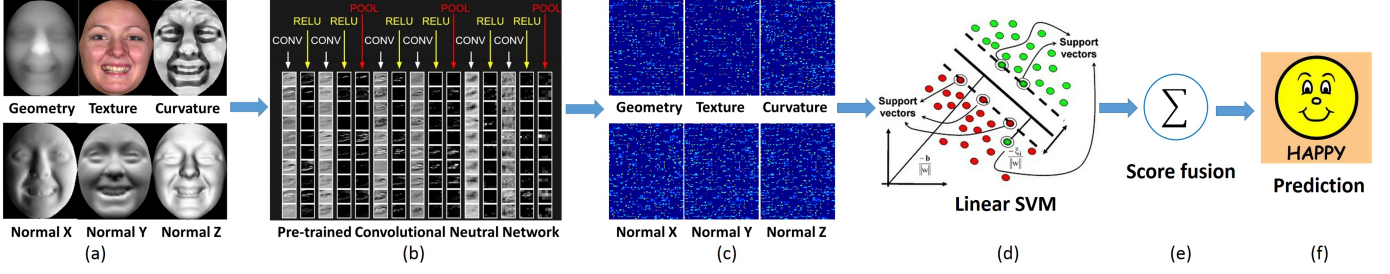 Geometry Texture Curvature
Normal X Normal Y Normal Z
(a)
POOL POOL POOL
RELU RELU RELU RELU RELU
CONV CONV CONV CONV CONV
Pre-trained Convolutional Neutral Network
(b)
Geometry Texture Curvature
Normal X Normal Y Normal Z
(c)
Support
vectors
Support
vectors
-b
|w|
-ξi
|w|
Linear SVM
(d)
∑
Score fusion
(e)
HAPPY
Prediction
(f)